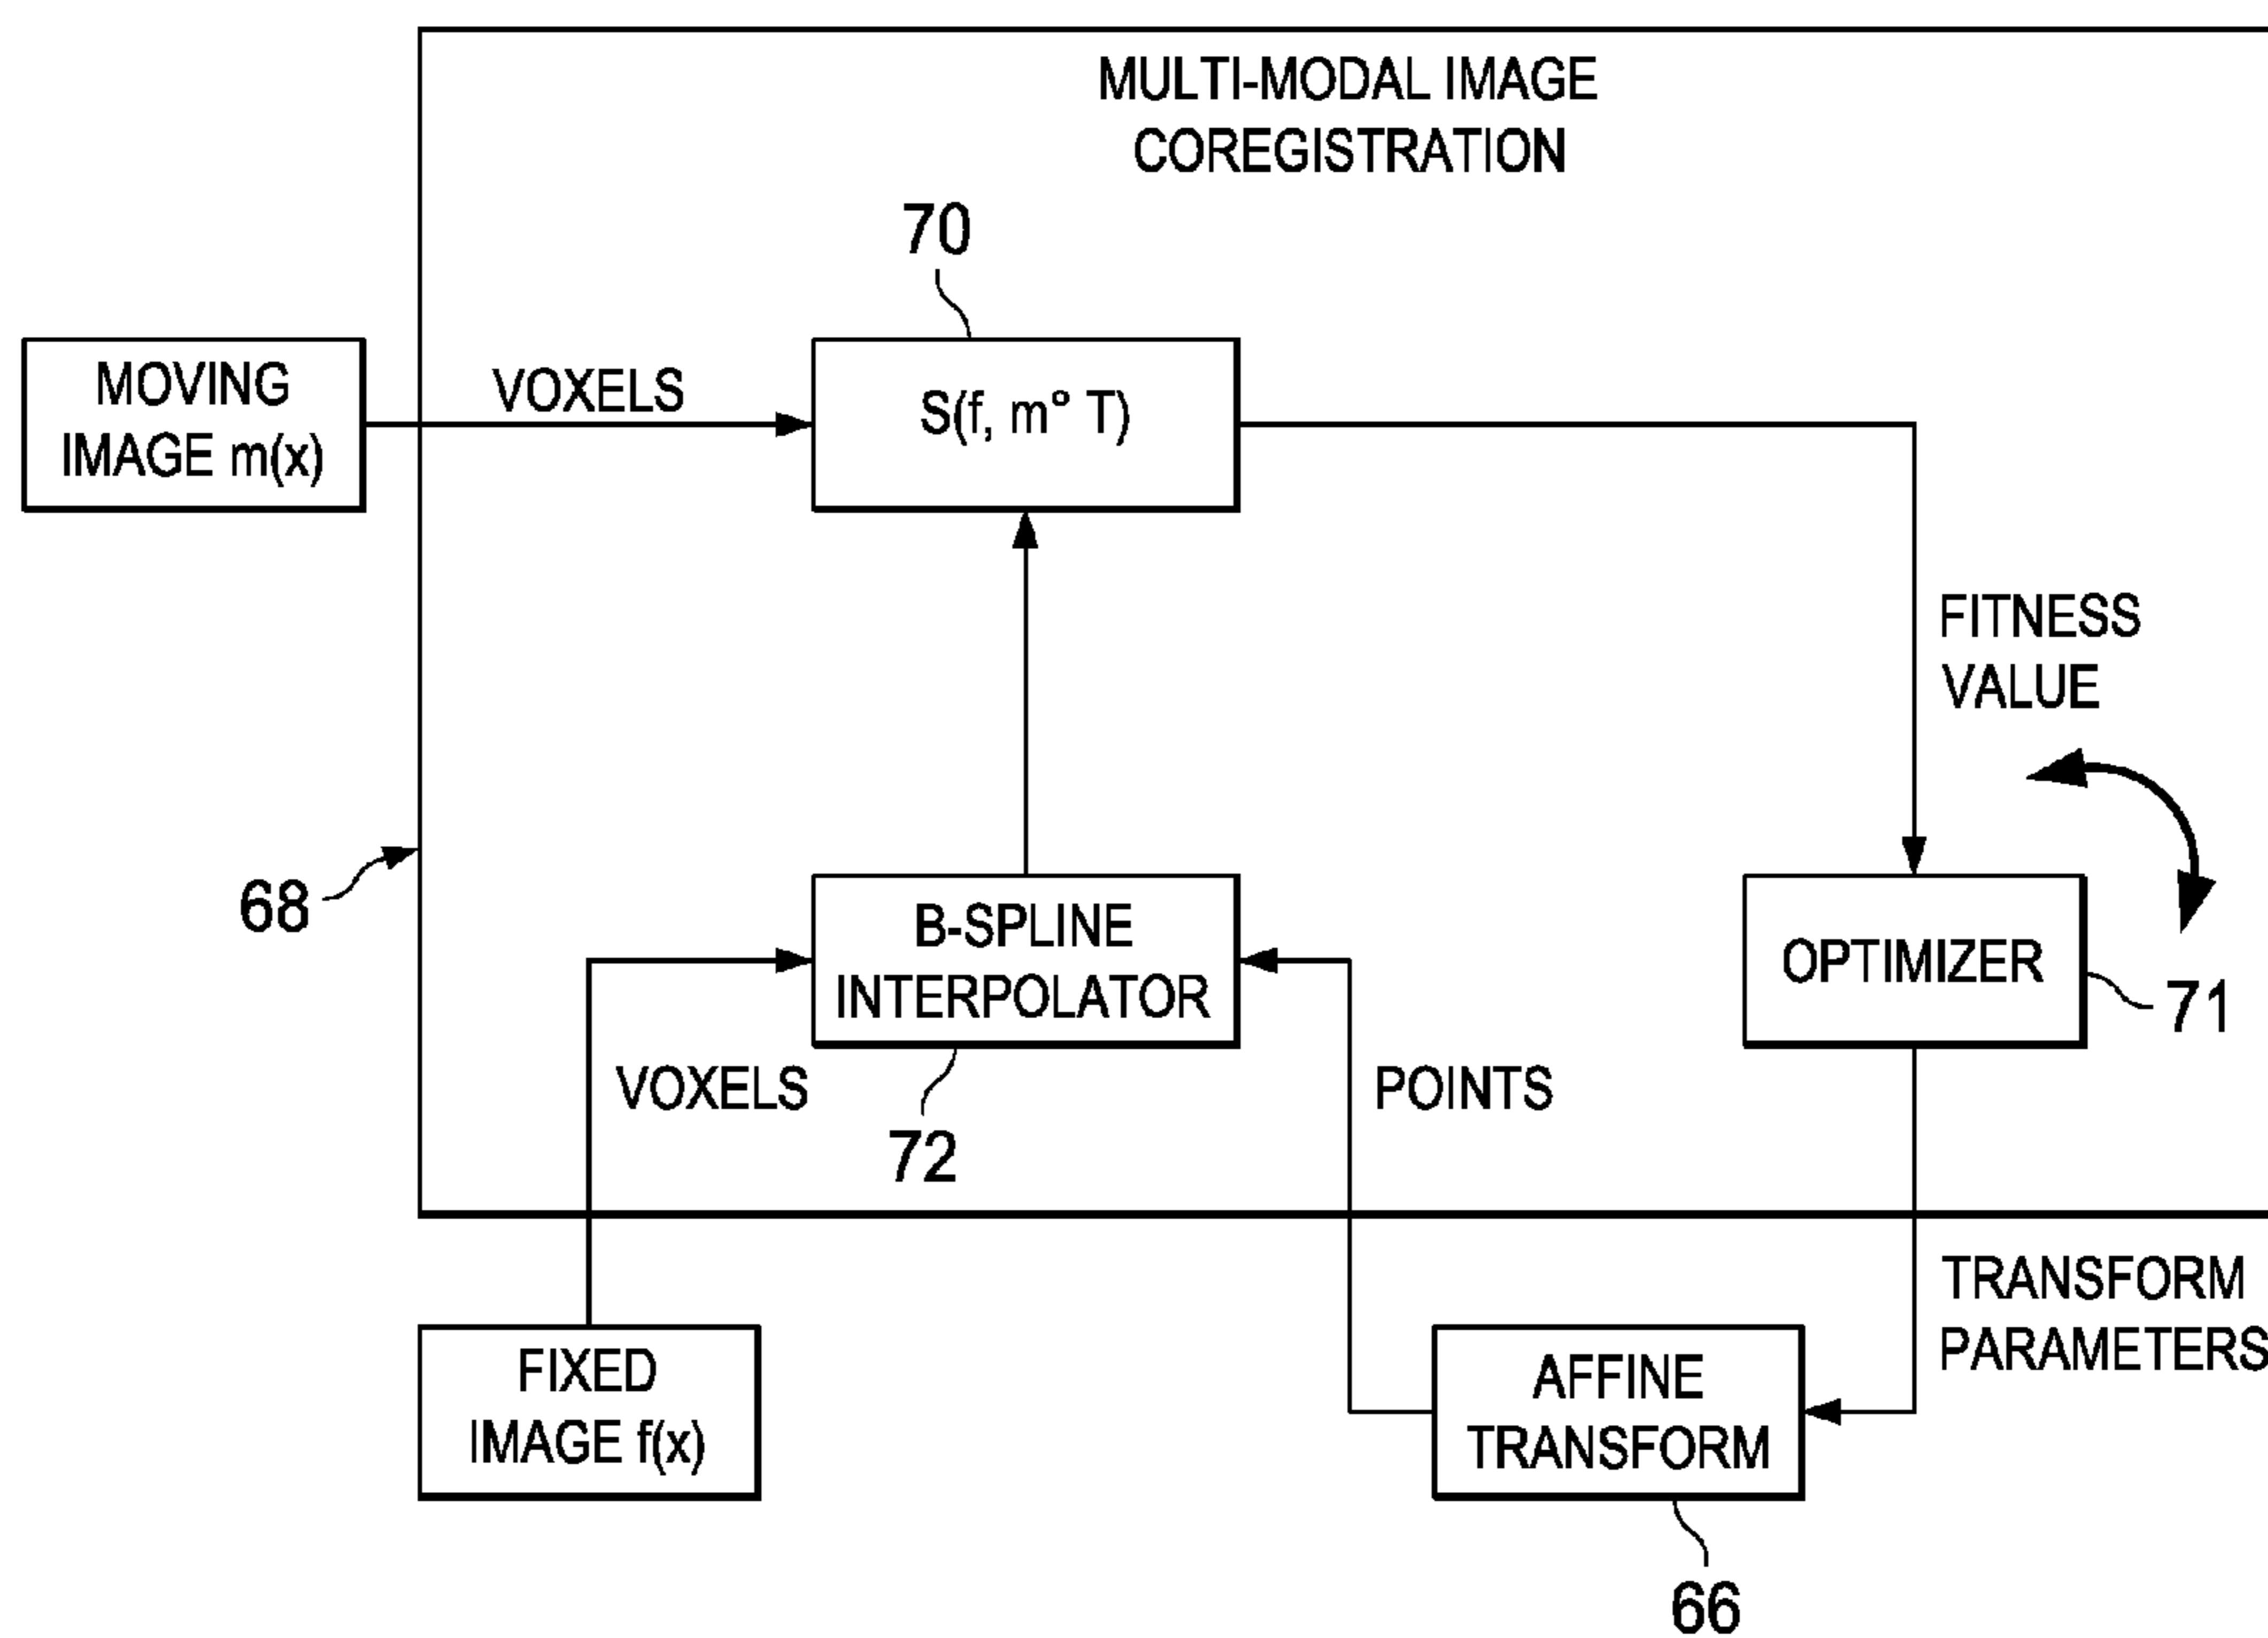 MULTI-MODAL IMAGE
COREGISTRATION
70
MOVING
IMAGE m(x)
VOXELS
S(f, m° T)
FITNESS
VALUE
68
B-SPLINE
INTERPOLATOR
OPTIMIZER
71
VOXELS
72
POINTS
TRANSFORM
PARAMETERS
FIXED
IMAGE f(x)
AFFINE
TRANSFORM
66